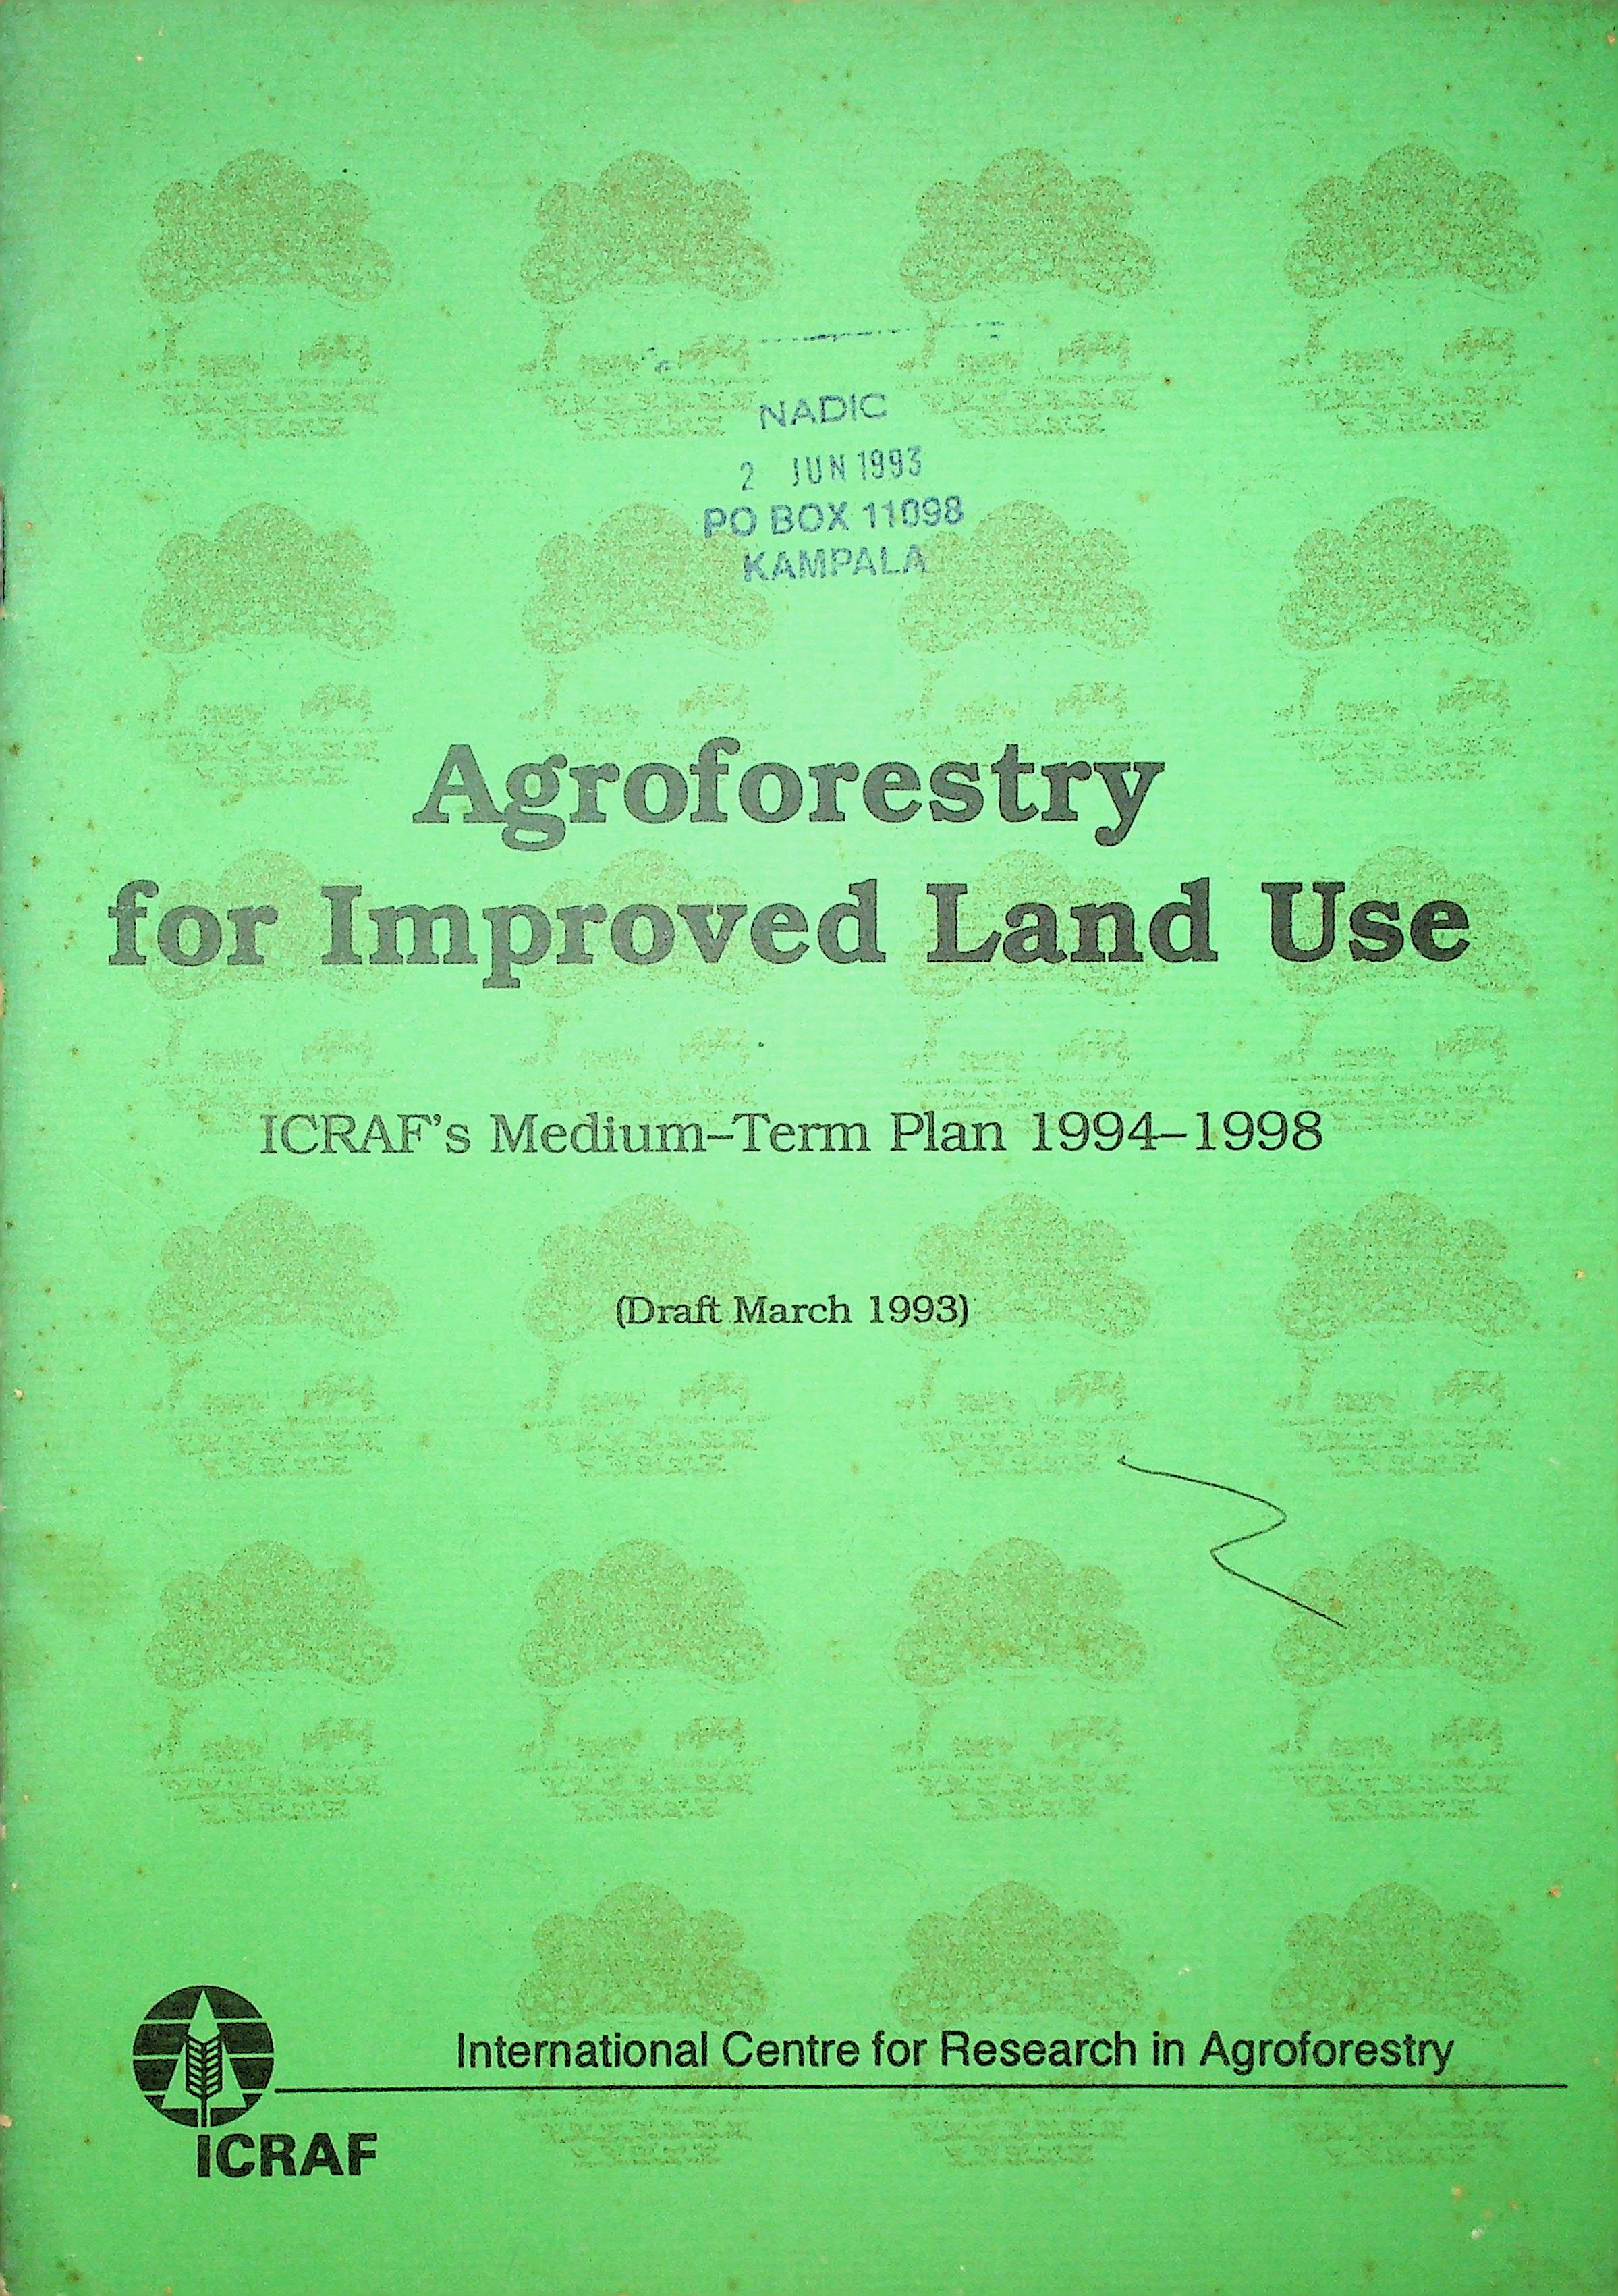 NADIC
2 JUN 1993
PO BOX 11098
KAMPALA
Agroforestry
for Improved Land Use
ICRAF's Medium–Term Plan 1994–1998
(Draft March 1993)
International Centre for Research in Agroforestry
ICRAF